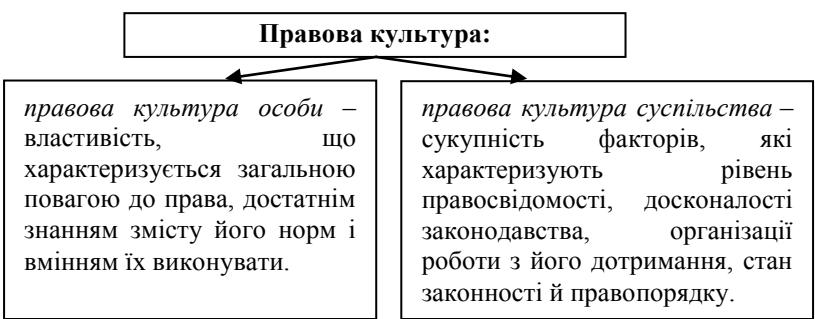 Правова культура:
правова культура особи –
властивість, що
характеризується загальною
повагою до права, достатнім
знанням змісту його норм і
вмінням їх виконувати.
правова культура суспільства –
сукупність факторів, які
характеризують рівень
правосвідомості, досконалості
законодавства, організації
роботи з його дотримання, стан
законності й правопорядку.